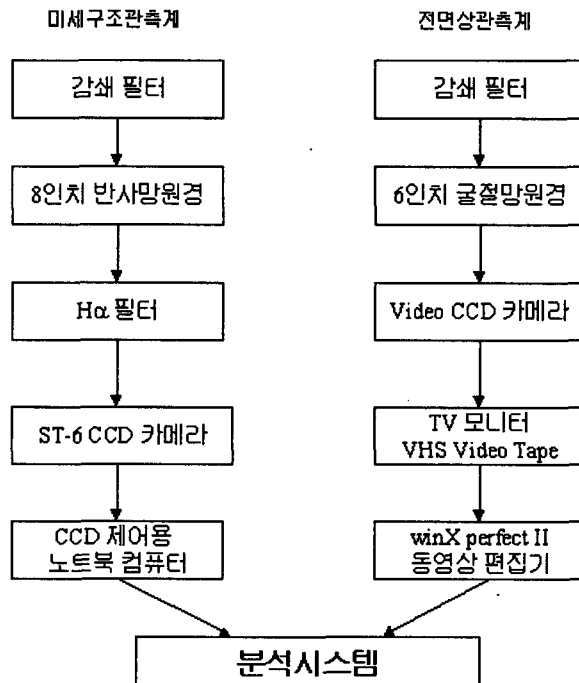 미세구조관측계
감쇄 필터
8인치 반사망원경
Hα 필터
ST-6 CCD 카메라
CCD 제어용
노트북 컴퓨터
전면상관측계
감쇄 필터
6인치 굴절망원경
Video CCD 카메라
TV 모니터
VHS Video Tape
winX perfect II
동영상 편집기
분석시스템